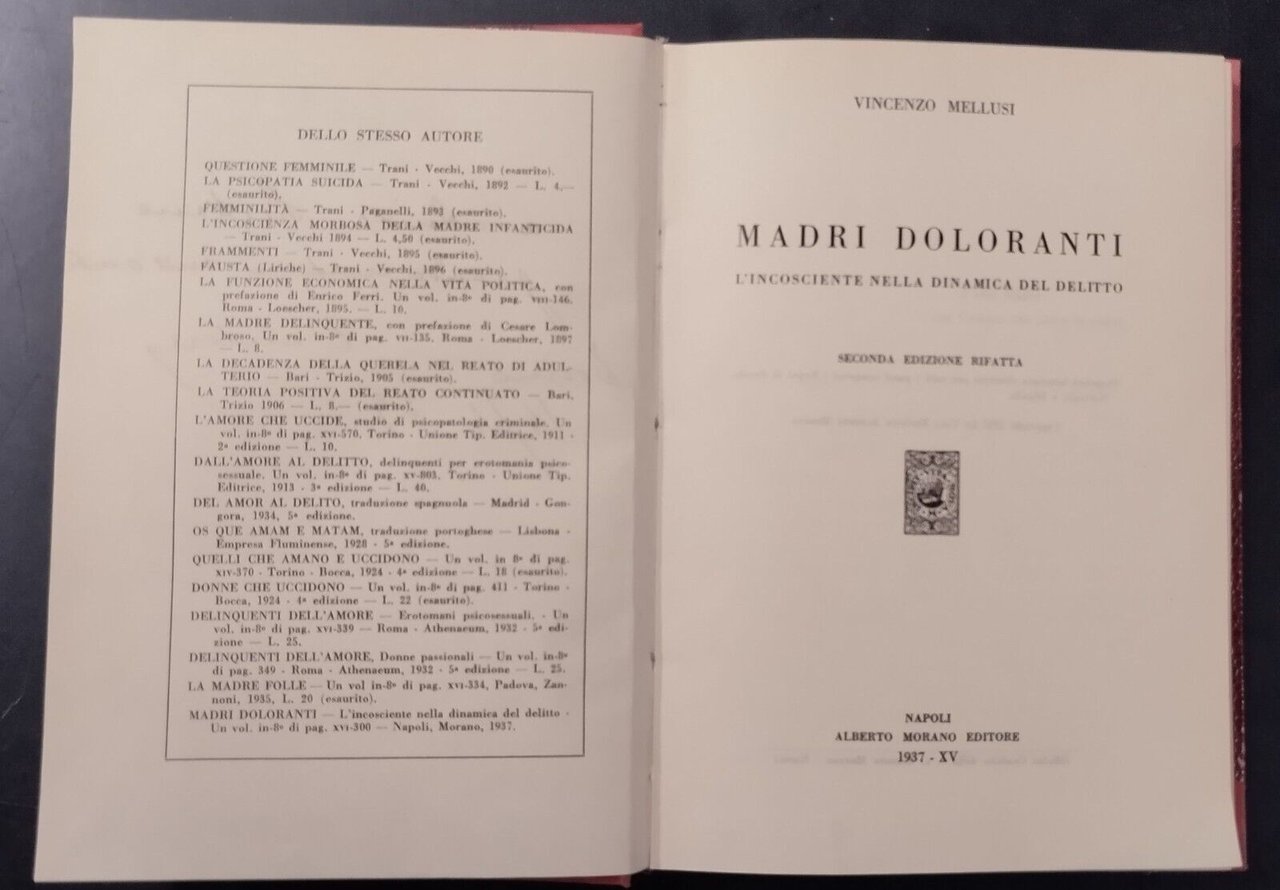 DELLO STESSO AUTORE
QUESTIONE FEMMINILE — Trani - Vecchi, 1890 (esaurito).
LA PSICOPATIA SUICIDA — Trani - Vecchi, 1892 — L. 4,—
(esaurito).
FEMMINILITÀ — Trani - Paganelli, 1893 (esaurito).
L'INCOSCIENZA MORBOSA DELLA MADRE INFANTICIDA
— Trani - Vecchi 1894 — L. 4,50 (esaurito).
FRAMMENTI — Trani - Vecchi, 1895 (esaurito).
FAUSTA (Liriche) — Trani - Vecchi, 1896 (esaurito).
LA FUNZIONE ECONOMICA NELLA VITA POLITICA, con
prefazione di Enrico Ferri. Un vol. in-8º di pag. VIII-146.
Roma - Loescher, 1895. — L. 10.
LA MADRE DELINQUENTE, con prefazione di Cesare Lom-
broso. Un vol. in-8º di pag. VII-135. Roma - Loescher, 1897
— L. 8.
LA DECADENZA DELLA QUERELA NEL REATO DI ADUL-
TERIO — Bari - Trizio, 1905 (esaurito).
LA TEORIA POSITIVA DEL REATO CONTINUATO — Bari,
Trizio 1906 — L. 8,— (esaurito).
L'AMORE CHE UCCIDE, studio di psicopatologia criminale. Un
vol. in-8º di pag. XVI-570. Torino - Unione Tip. Editrice, 1911 -
2ª edizione — L. 10.
DALL'AMORE AL DELITTO, delinquenti per erotomania psico-
sessuale. Un vol. in-8º di pag. XV-803. Torino - Unione Tip.
Editrice, 1913 - 3ª edizione — L. 40.
DEL AMOR AL DELITO, traduzione spagnuola — Madrid - Gon-
gora, 1934, 5ª edizione.
OS QUE AMAM E MATAM, traduzione portoghese — Lisbona -
Empresa Fluminense, 1928 - 5ª edizione.
QUELLI CHE AMANO E UCCIDONO — Un vol. in 8º di pag.
XIV-370 - Torino - Bocca, 1924 - 4ª edizione — L. 18 (esaurito).
DONNE CHE UCCIDONO — Un vol. in-8º di pag. 411 - Torino -
Bocca, 1924 - 4ª edizione — L. 22 (esaurito).
DELINQUENTI DELL'AMORE — Erotomani psicosessuali. - Un
vol. in-8º di pag. XVI-339 — Roma - Athenaeum, 1932 - 5ª edi-
zione — L. 25.
DELINQUENTI DELL'AMORE, Donne passionali — Un vol. in-8º
di pag. 349 - Roma - Athenaeum, 1932 - 5ª edizione — L. 25.
LA MADRE FOLLE — Un vol in-8º di pag. XVI-334, Padova, Zan-
noni, 1935, L. 20 (esaurito).
MADRI DOLORANTI — L'incosciente nella dinamica del delitto -
Un vol. in-8º di pag. XVI-300 — Napoli, Morano, 1937.
VINCENZO MELLUSI
MADRI DOLORANTI
L'INCOSCIENTE NELLA DINAMICA DEL DELITTO
SECONDA EDIZIONE RIFATTA
NAPOLI
ALBERTO MORANO EDITORE
1937 - XV